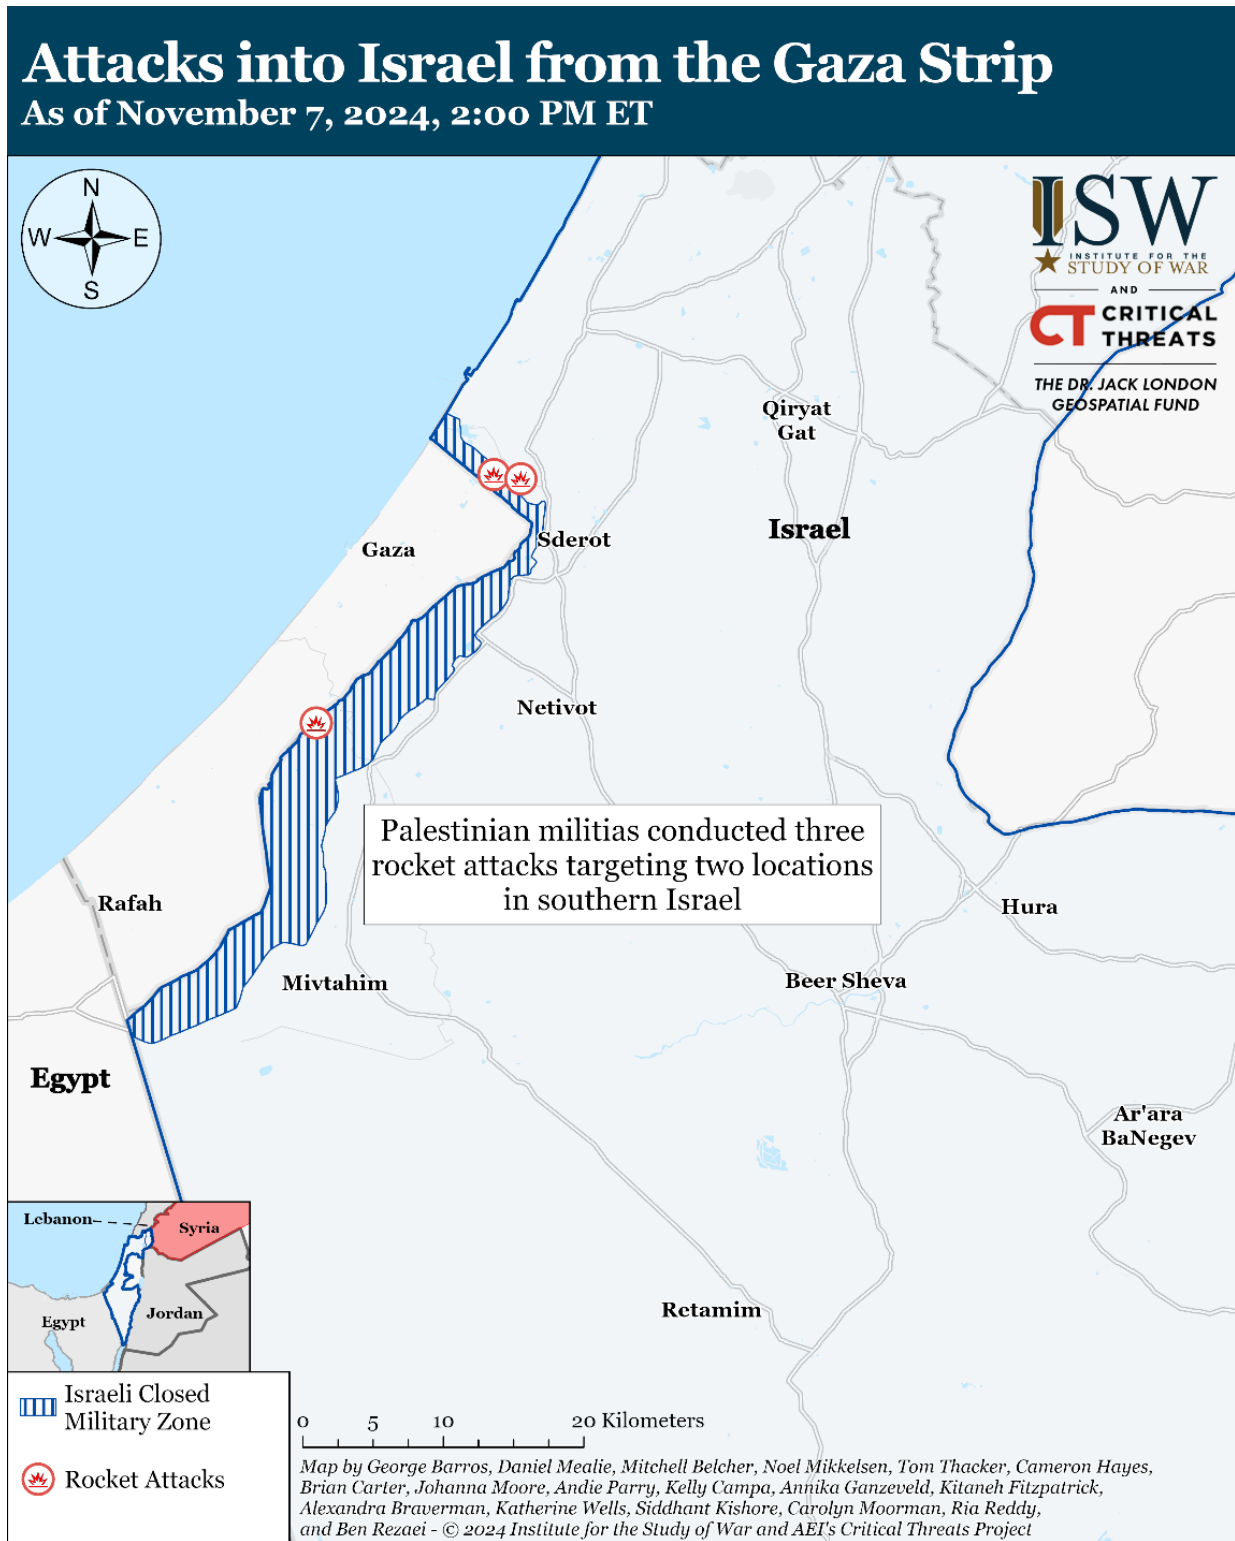 Attacks into Israel from the Gaza Strip
As of November 7, 2024, 2:00 PM ET
N
W E
S
ISW
INSTITUTE FOR THE
STUDY OF WAR
AND
CT CRITICAL
THREATS
THE DR. JACK LONDON
GEOSPATIAL FUND
Qiryat
Gat
Israel
Sderot
Gaza
Netivot
Palestinian militias conducted three
rocket attacks targeting two locations
in southern Israel
Rafah
Hura
Mivtahim
Beer Sheva
Egypt
Ar'ara
BaNegev
Retamim
Lebanon
Syria
Egypt
Jordan
Israeli Closed
Military Zone
Rocket Attacks
0 5 10 20 Kilometers
Map by George Barros, Daniel Mealie, Mitchell Belcher, Noel Mikkelsen, Tom Thacker, Cameron Hayes,
Brian Carter, Johanna Moore, Andie Parry, Kelly Campa, Annika Ganzeveld, Kitaneh Fitzpatrick,
Alexandra Braverman, Katherine Wells, Siddhant Kishore, Carolyn Moorman, Ria Reddy,
and Ben Rezaei - © 2024 Institute for the Study of War and AEI's Critical Threats Project